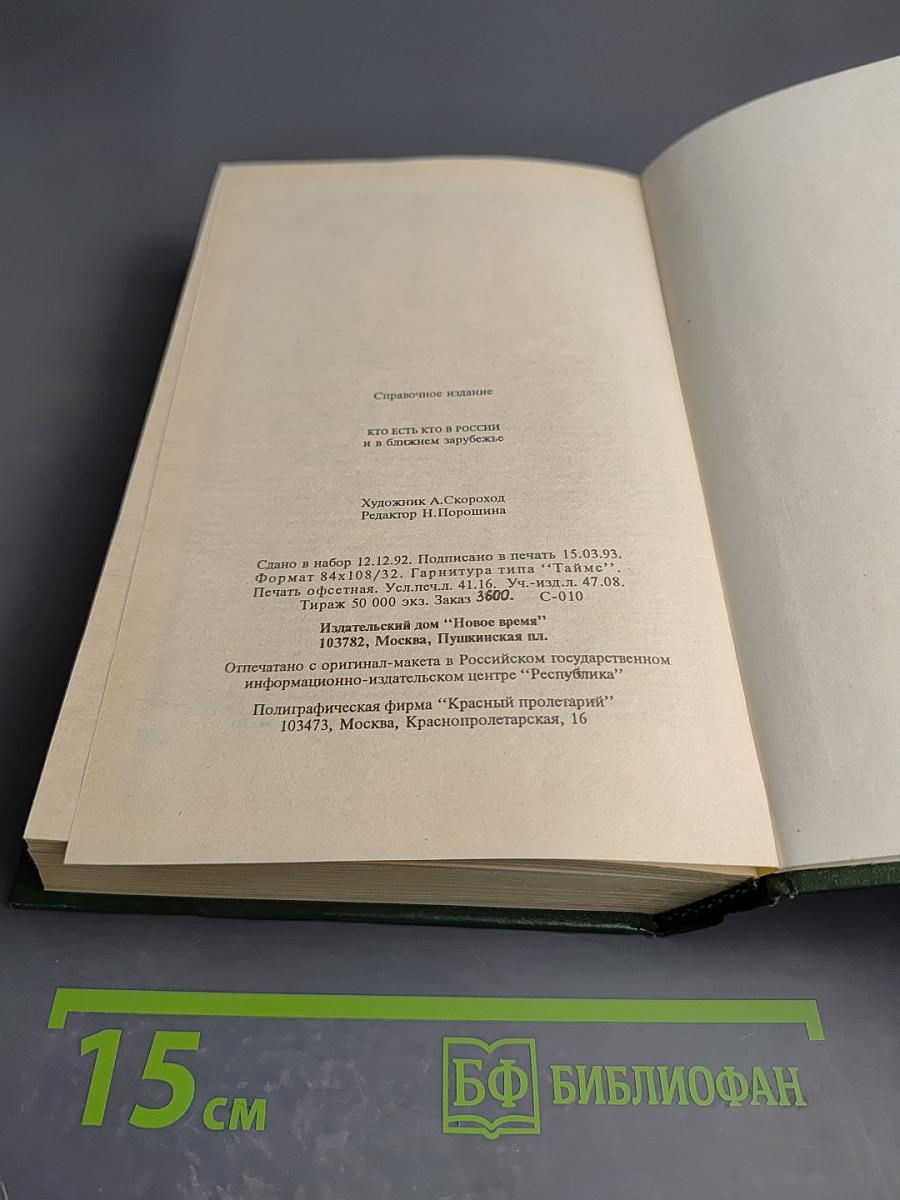 Справочное издание
КТО ЕСТЬ КТО В РОССИИ
и в ближнем зарубежье
Художник А.Скороход
Редактор Н.Порошина
Сдано в набор 12.12.92. Подписано в печать 15.03.93.
Формат 84х108/32. Гарнитура типа "Таймс".
Печать офсетная. Усл.печ.л. 41.16. Уч.-изд.л. 47.08.
Тираж 50 000 экз. Заказ 3600. С-010
Издательский дом "Новое время"
103782, Москва, Пушкинская пл.
Отпечатано с оригинал-макета в Российском государственном
информационно-издательском центре "Республика"
Полиграфическая фирма "Красный пролетарий"
103473, Москва, Краснопролетарская, 16
15 см
БФ БИБЛИОФАН